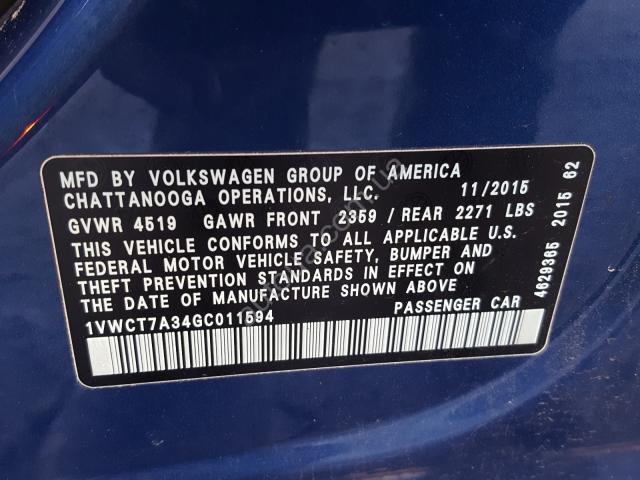 MFD BY VOLKSWAGEN GROUP OF AMERICA
CHATTANOOGA OPERATIONS, LLC. 11/2015
GVWR 4519 GAWR FRONT 2359 / REAR 2271 LBS
THIS VEHICLE CONFORMS TO ALL APPLICABLE U.S.
FEDERAL MOTOR VEHICLE SAFETY, BUMPER AND
THEFT PREVENTION STANDARDS IN EFFECT ON
THE DATE OF MANUFACTURE SHOWN ABOVE.
1VWCT7A34GC011594 PASSENGER CAR
4629365 2015 62